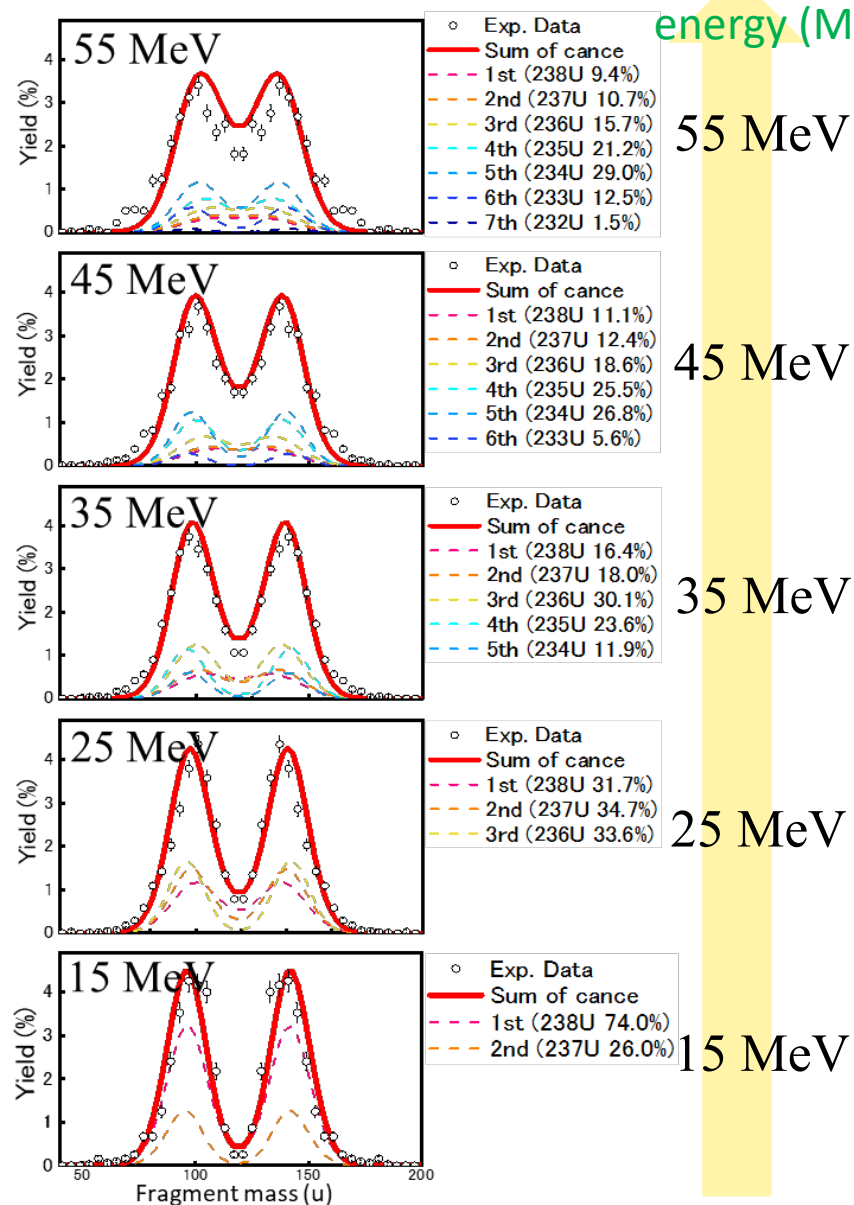 energy (M
55 MeV
Exp. Data
Sum of cance
1st (238U 9.4%)
2nd (237U 10.7%)
3rd (236U 15.7%)
4th (235U 21.2%)
5th (234U 29.0%)
6th (233U 12.5%)
7th (232U 1.5%)
55 MeV
Yield (%)
4
3
2
1
0
45 MeV
Exp. Data
Sum of cance
1st (238U 11.1%)
2nd (237U 12.4%)
3rd (236U 18.6%)
4th (235U 25.5%)
5th (234U 26.8%)
6th (233U 5.6%)
45 MeV
Yield (%)
4
3
2
1
0
35 MeV
Exp. Data
Sum of cance
1st (238U 16.4%)
2nd (237U 18.0%)
3rd (236U 30.1%)
4th (235U 23.6%)
5th (234U 11.9%)
35 MeV
Yield (%)
4
3
2
1
0
25 MeV
Exp. Data
Sum of cance
1st (238U 31.7%)
2nd (237U 34.7%)
3rd (236U 33.6%)
25 MeV
Yield (%)
4
3
2
1
0
15 MeV
Exp. Data
Sum of cance
1st (238U 74.0%)
2nd (237U 26.0%)
15 MeV
Yield (%)
4
3
2
1
0
50 100 150 200
Fragment mass (u)